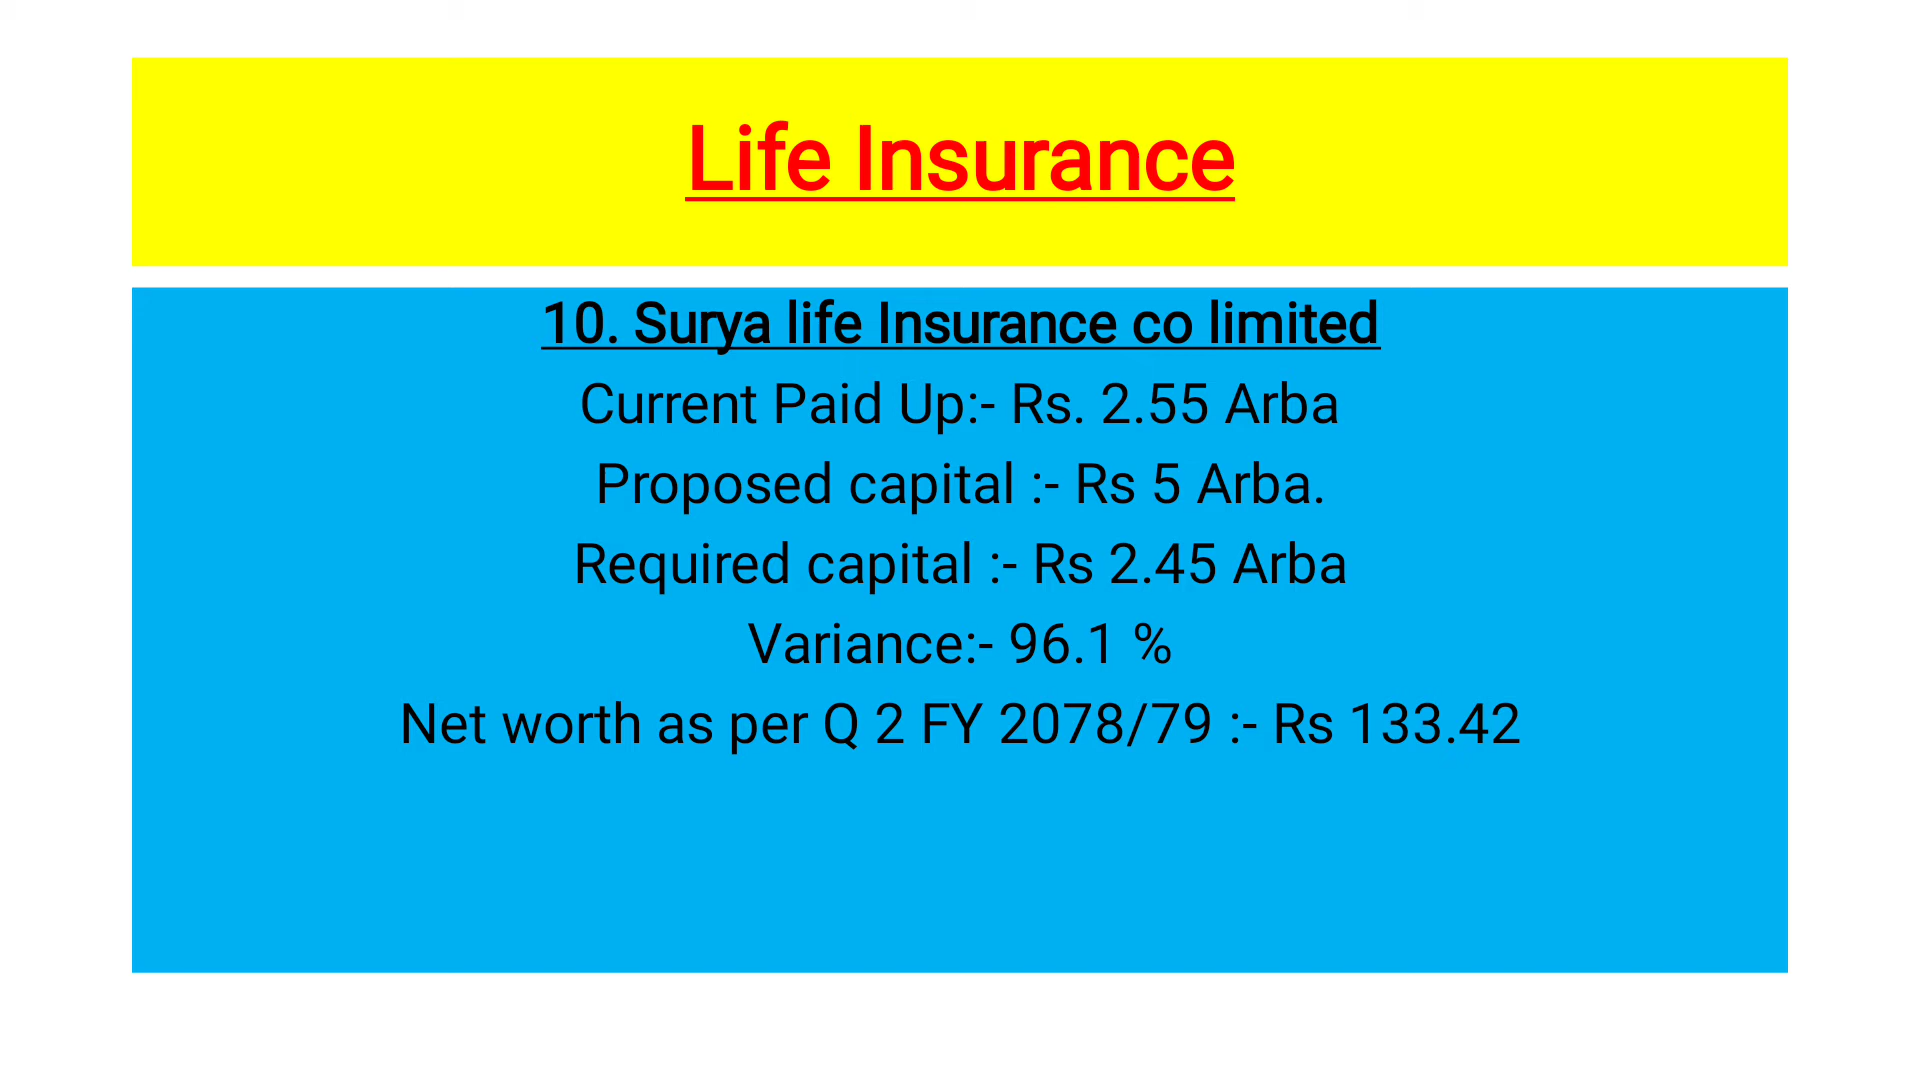 Life Insurance
10. Surya life Insurance co limited
Current Paid Up:- Rs. 2.55 Arba
Proposed capital :- Rs 5 Arba.
Required capital :- Rs 2.45 Arba
Variance:- 96.1 %
Net worth as per Q 2 FY 2078/79 :- Rs 133.42